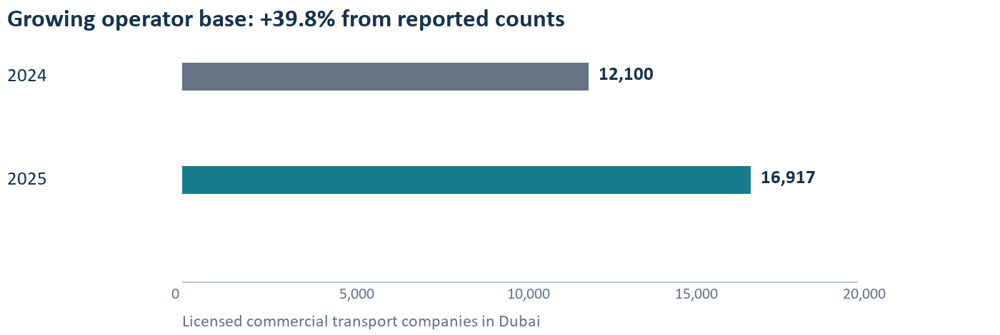 Growing operator base: +39.8% from reported counts
2024 12,100
2025 16,917
0 5,000 10,000 15,000 20,000
Licensed commercial transport companies in Dubai